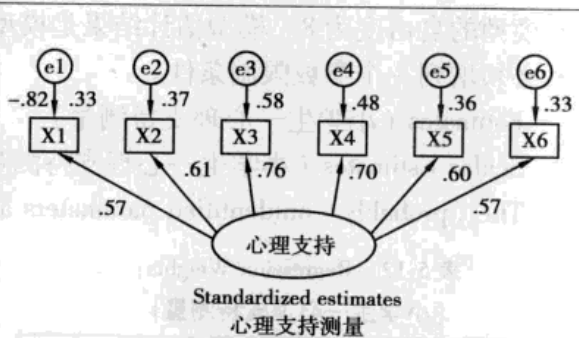 e1 e2 e3 e4 e5 e6
-.82 .33 .37 .58 .48 .36 .33
X1 X2 X3 X4 X5 X6
.57 .61 .76 .70 .60 .57
心理支持
Standardized estimates
心理支持测量